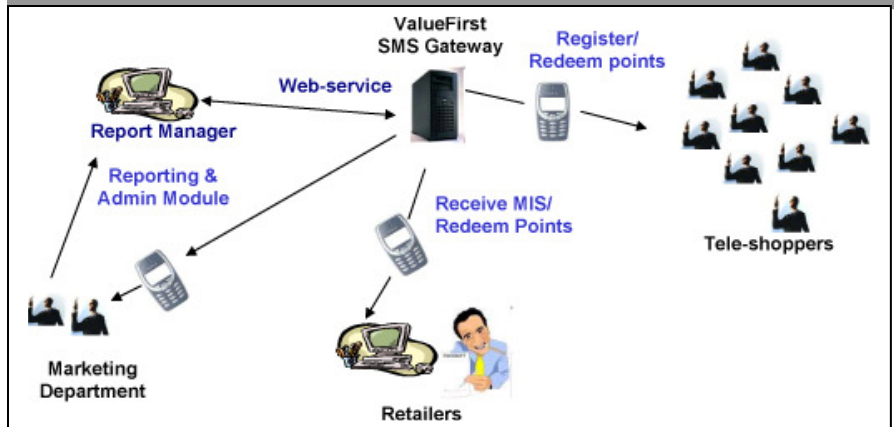 ValueFirst
SMS Gateway
Register/
Redeem points
Web-service
Report Manager
Reporting &
Admin Module
Receive MIS/
Redeem Points
Tele-shoppers
Marketing
Department
Retailers